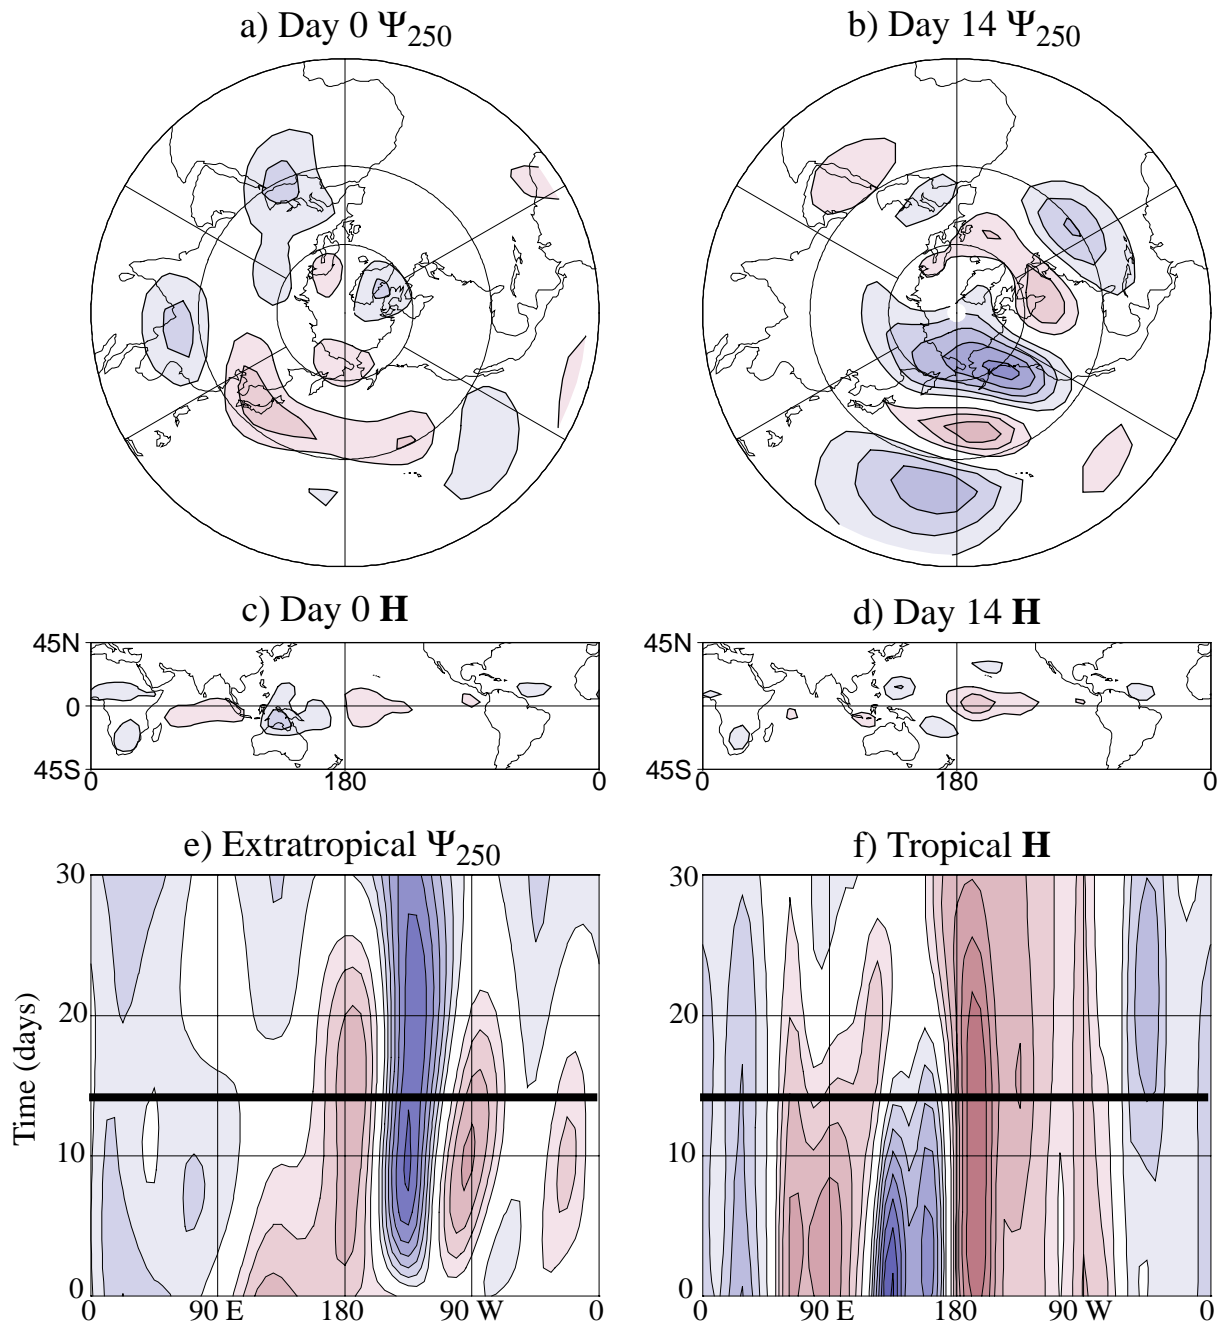 a) Day 0 Ψ250
b) Day 14 Ψ250
c) Day 0 H
d) Day 14 H
45N
0
45S
0 180 0
45N
0
45S
0 180 0
e) Extratropical Ψ250
f) Tropical H
30
20
10
0
Time (days)
0 90 E 180 90 W 0
30
20
10
0
0 90 E 180 90 W 0